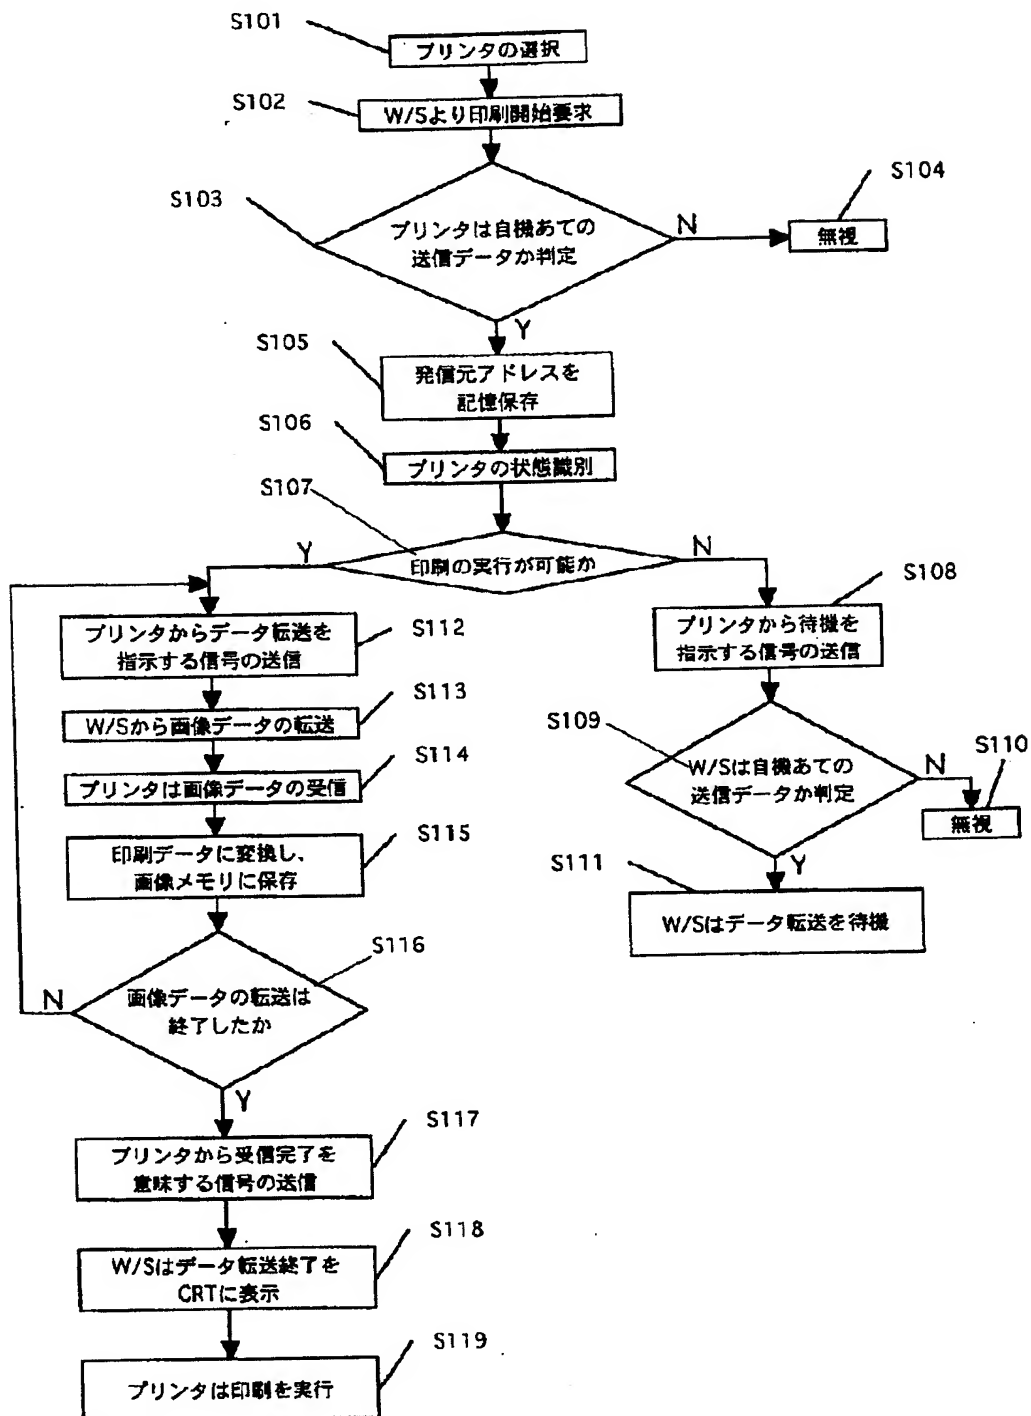 S101
プリンタの選択
S102
W/Sより印刷開始要求
S103
プリンタは自機あての
送信データか判定
N
S104
無視
Y
S105
発信元アドレスを
記憶保存
S106
プリンタの状態識別
S107
印刷の実行が可能か
Y
N
S112
プリンタからデータ転送を
指示する信号の送信
S113
W/Sから画像データの転送
S114
プリンタは画像データの受信
S115
印刷データに変換し、
画像メモリに保存
S116
画像データの転送は
終了したか
N
Y
S117
プリンタから受信完了を
意味する信号の送信
S118
W/Sはデータ転送終了を
CRTに表示
S119
プリンタは印刷を実行
S108
プリンタから待機を
指示する信号の送信
S109
W/Sは自機あての
送信データか判定
N
S110
無視
Y
S111
W/Sはデータ転送を待機